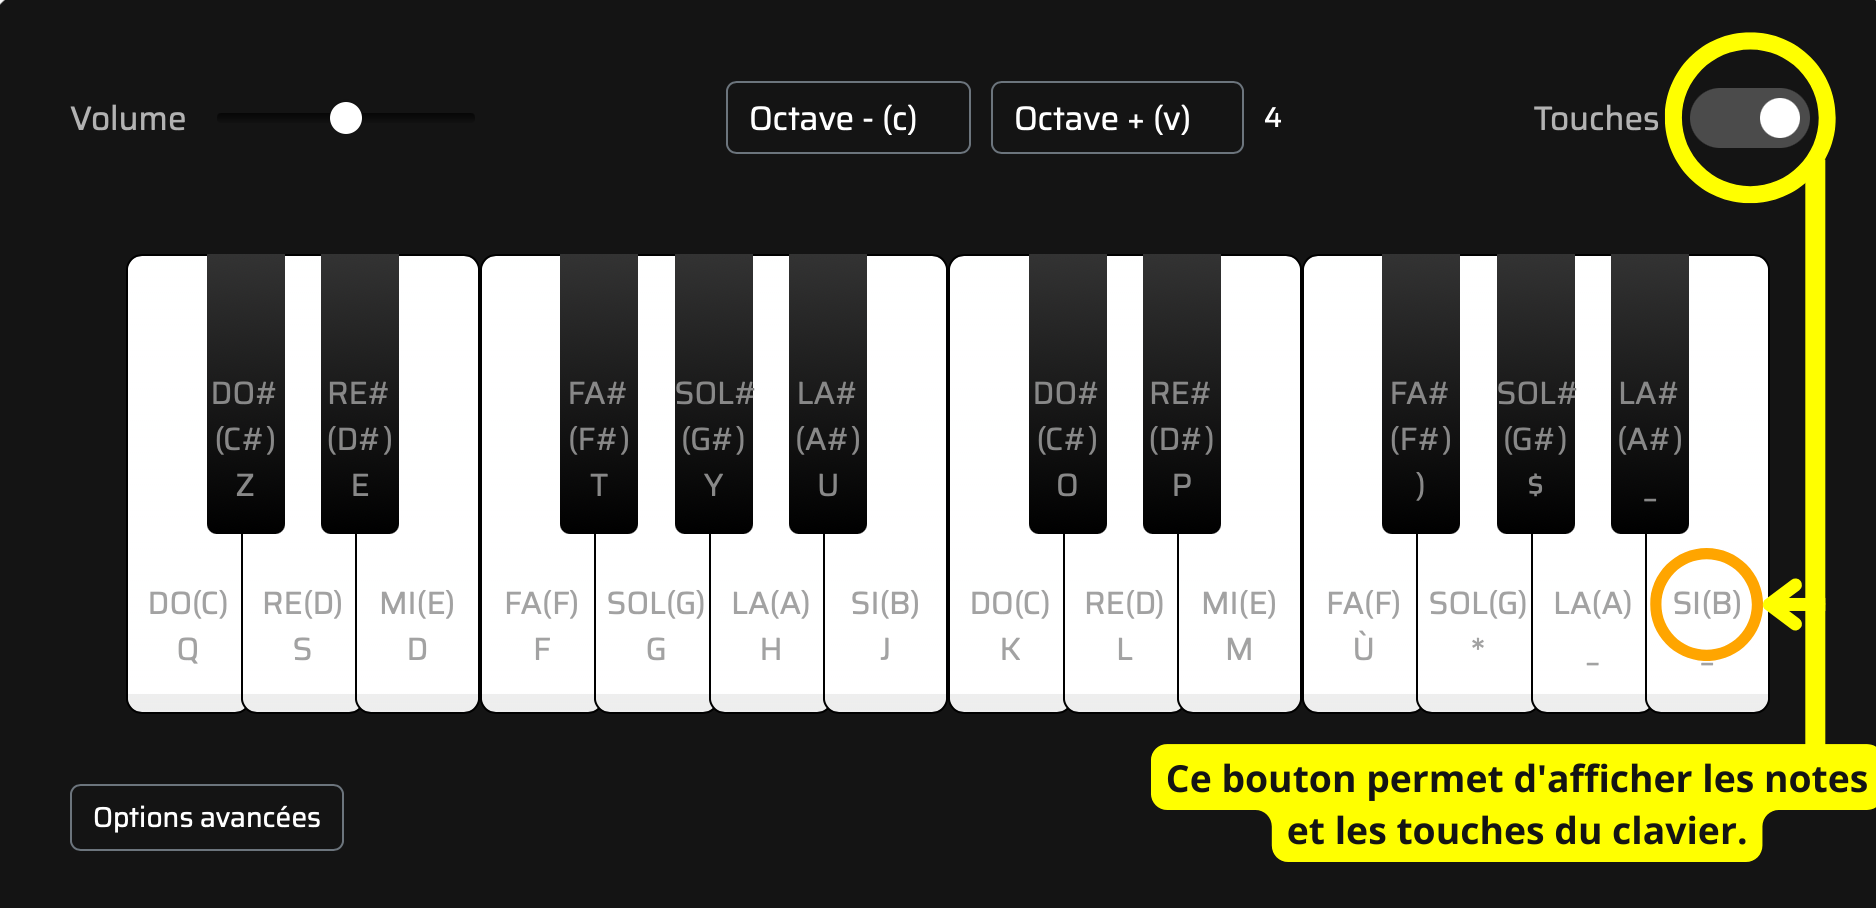 Volume
Octave - (c)
Octave + (v)
4
Touches
DO#
(C#)
Z
RE#
(D#)
E
FA#
(F#)
T
SOL#
(G#)
Y
LA#
(A#)
U
DO#
(C#)
O
RE#
(D#)
P
FA#
(F#)
)
SOL#
(G#)
$
LA#
(A#)
_
DO(C)
Q
RE(D)
S
MI(E)
D
FA(F)
F
SOL(G)
G
LA(A)
H
SI(B)
J
DO(C)
K
RE(D)
L
MI(E)
M
FA(F)
Ù
SOL(G)
*
LA(A)
_
SI(B)
_
Options avancées
Ce bouton permet d'afficher les notes
et les touches du clavier.